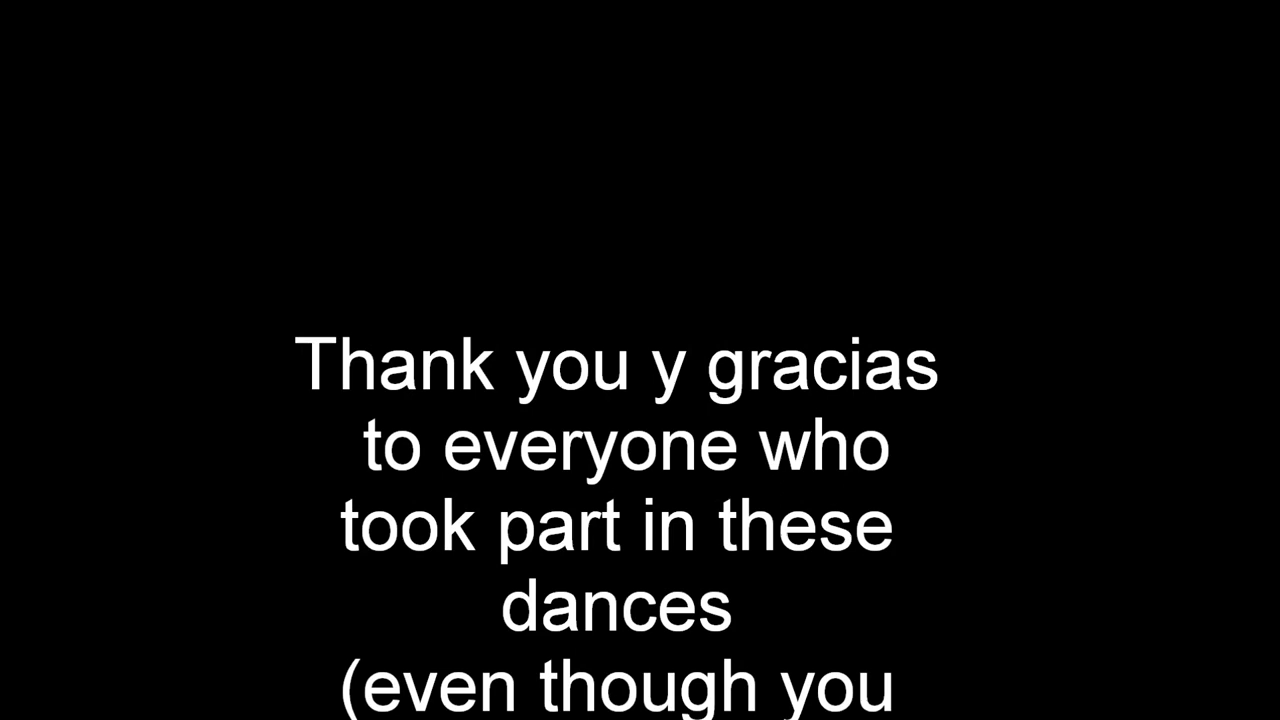 Thank you y gracias
to everyone who
took part in these
dances
(even though you